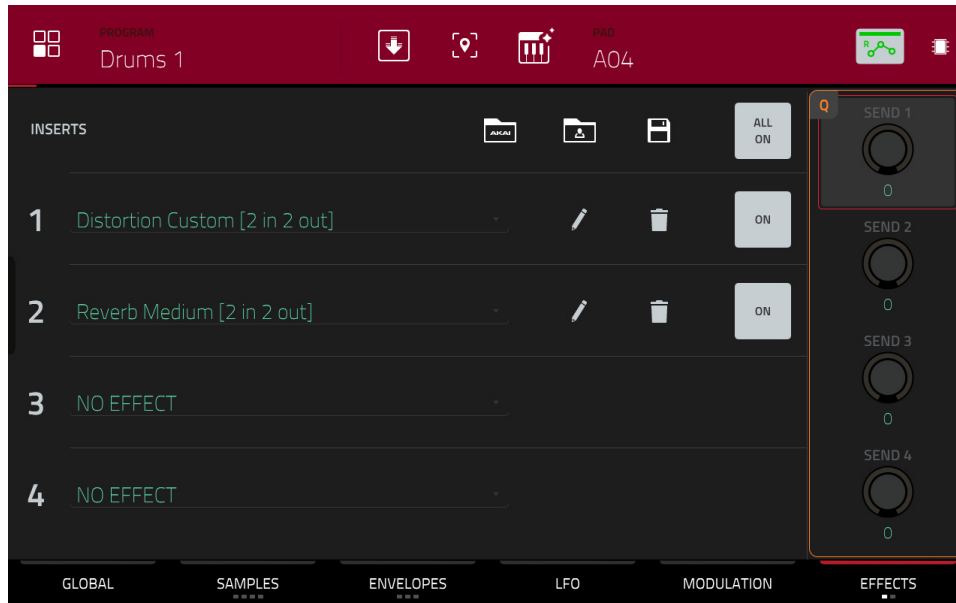 PROGRAM
Drums 1
PAD
A04
R
INSERTS
AKAI
ALL
ON
Q
SEND 1
0
1 Distortion Custom [2 in 2 out] ON
SEND 2
0
2 Reverb Medium [2 in 2 out] ON
SEND 3
0
3 NO EFFECT
SEND 4
0
4 NO EFFECT
GLOBAL SAMPLES ENVELOPES LFO MODULATION EFFECTS